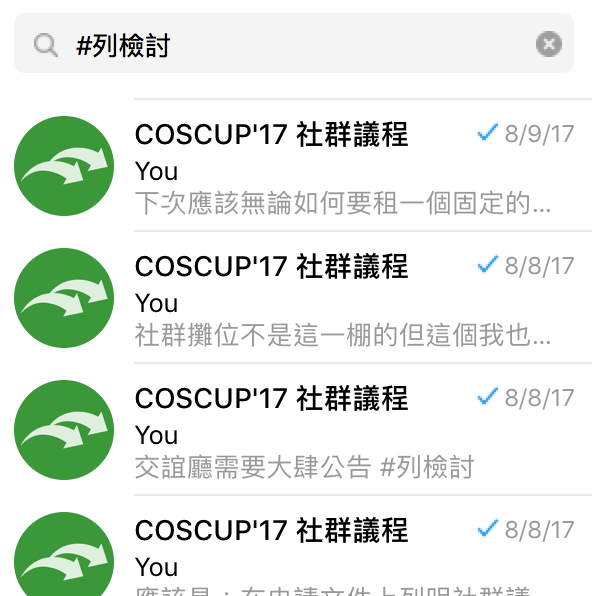 #列檢討
COSCUP'17 社群議程 8/9/17
You
下次應該無論如何要租一個固定的...
COSCUP'17 社群議程 8/8/17
You
社群攤位不是這一棚的但這個我也...
COSCUP'17 社群議程 8/8/17
You
交誼廳需要大肆公告 #列檢討
COSCUP'17 社群議程 8/8/17
You